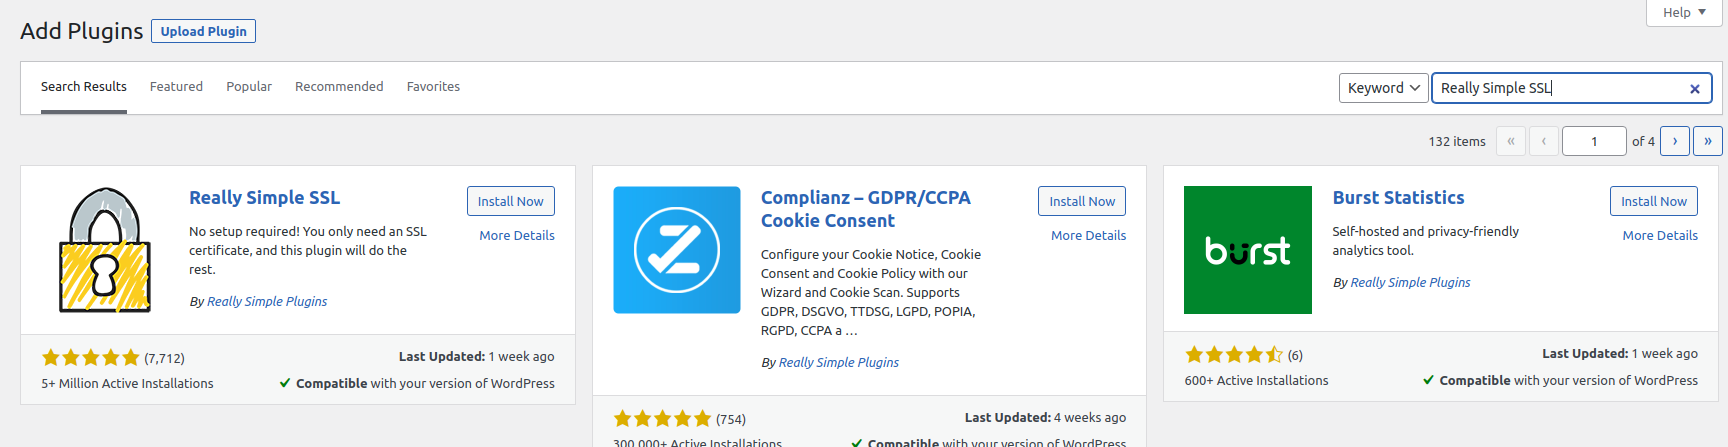 Help
Add Plugins Upload Plugin
Search Results Featured Popular Recommended Favorites Keyword Really Simple SSL
132 items « ‹ 1 of 4 › »
Really Simple SSL
Install Now
More Details
No setup required! You only need an SSL
certificate, and this plugin will do the
rest.
By Really Simple Plugins
(7,712)
Last Updated: 1 week ago
5+ Million Active Installations
Compatible with your version of WordPress
Complianz – GDPR/CCPA
Cookie Consent
Install Now
More Details
Configure your Cookie Notice, Cookie
Consent and Cookie Policy with our
Wizard and Cookie Scan. Supports
GDPR, DSGVO, TTDSG, LGPD, POPIA,
RGPD, CCPA a …
By Really Simple Plugins
(754)
Last Updated: 4 weeks ago
300,000+ Active Installations
Compatible with your version of WordPress
burst
Burst Statistics
Install Now
More Details
Self-hosted and privacy-friendly
analytics tool.
By Really Simple Plugins
(6)
Last Updated: 1 week ago
600+ Active Installations
Compatible with your version of WordPress